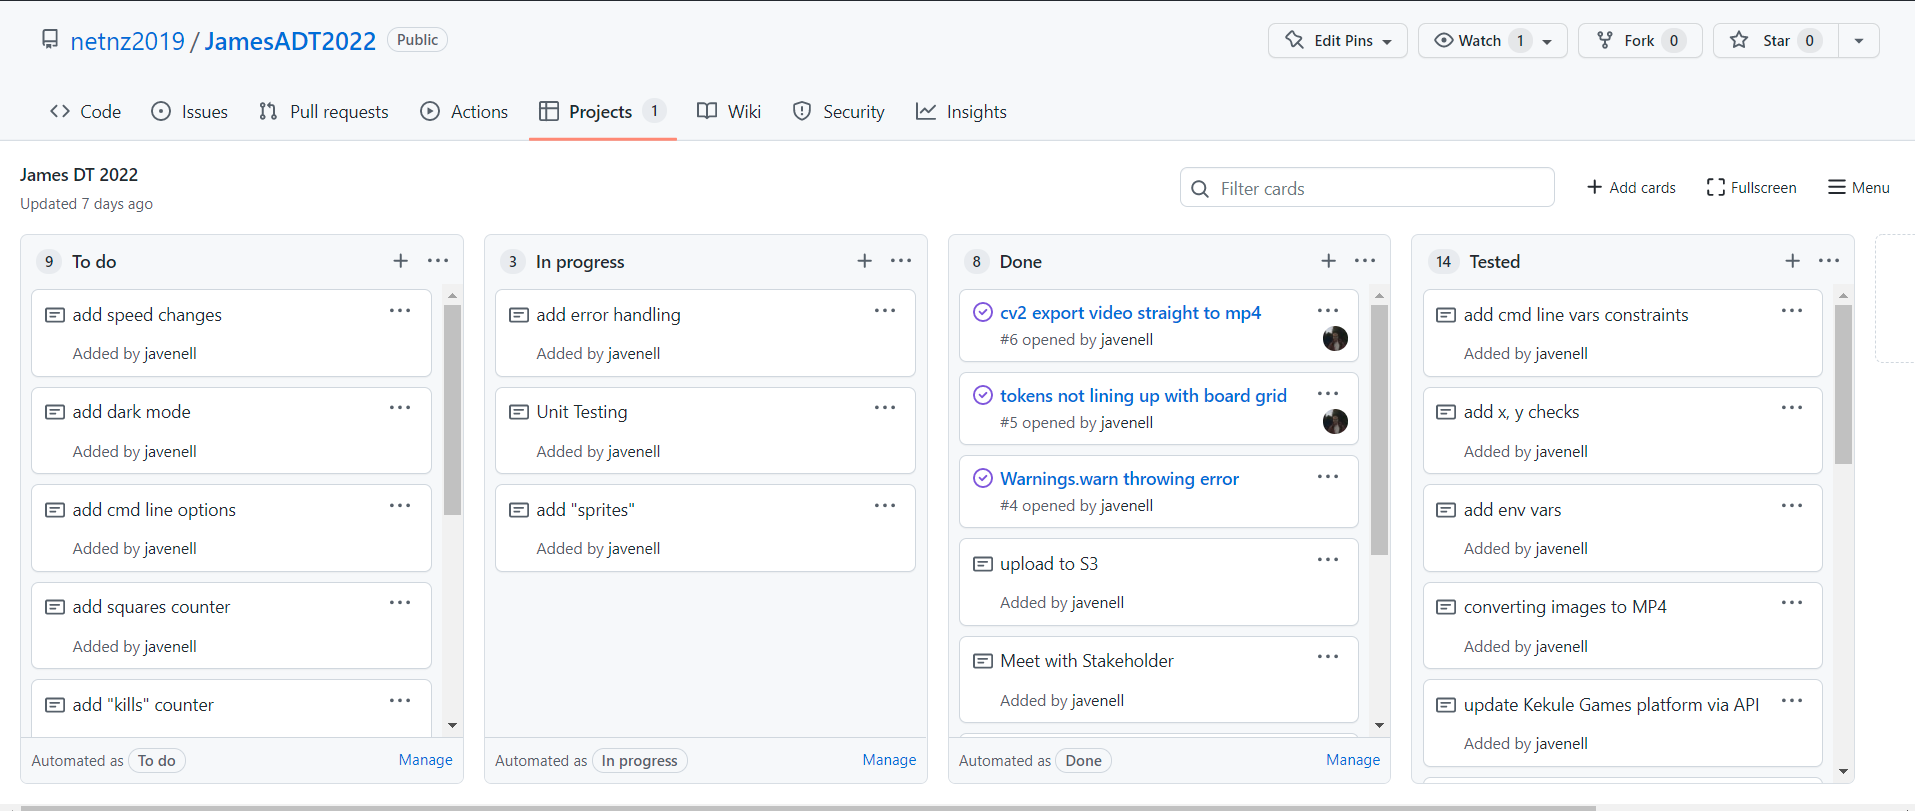 netnz2019 / JamesADT2022 Public
Edit Pins Watch 1 Fork 0 Star 0
Code Issues Pull requests Actions Projects 1 Wiki Security Insights
James DT 2022
Updated 7 days ago
Filter cards
Add cards Fullscreen Menu
9 To do
add speed changes
Added by javenell
add dark mode
Added by javenell
add cmd line options
Added by javenell
add squares counter
Added by javenell
add "kills" counter
Automated as To do Manage
3 In progress
add error handling
Added by javenell
Unit Testing
Added by javenell
add "sprites"
Added by javenell
Automated as In progress Manage
8 Done
cv2 export video straight to mp4
#6 opened by javenell
tokens not lining up with board grid
#5 opened by javenell
Warnings.warn throwing error
#4 opened by javenell
upload to S3
Added by javenell
Meet with Stakeholder
Added by javenell
Automated as Done Manage
14 Tested
add cmd line vars constraints
Added by javenell
add x, y checks
Added by javenell
add env vars
Added by javenell
converting images to MP4
Added by javenell
update Kekule Games platform via API
Added by javenell